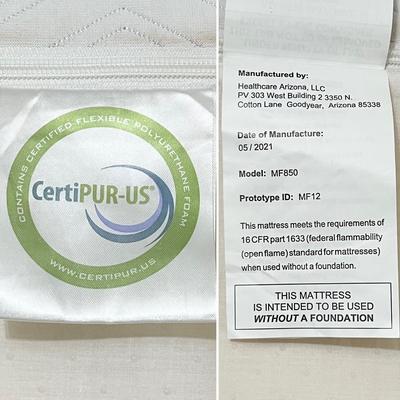 CONTAINS CERTIFIED FLEXIBLE POLYURETHANE FOAM
CertiPUR-US®
WWW.CERTIPUR.US
Manufactured by:
Healthcare Arizona, LLC
PV 303 West Building 2 3350 N.
Cotton Lane Goodyear, Arizona 85338
Date of Manufacture:
05 / 2021
Model: MF850
Prototype ID: MF12
This mattress meets the requirements of
16 CFR part 1633 (federal flammability
(open flame) standard for mattresses)
when used without a foundation.
THIS MATTRESS
IS INTENDED TO BE USED
WITHOUT A FOUNDATION